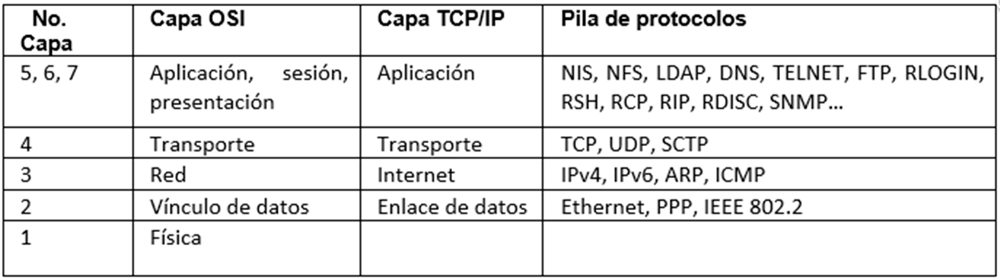 No. Capa OSI Capa TCP/IP Pila de protocolos
Capa
5, 6, 7 Aplicación, sesión, Aplicación NIS, NFS, LDAP, DNS, TELNET, FTP, RLOGIN,
presentación RSH, RCP, RIP, RDISC, SNMP…
4 Transporte Transporte TCP, UDP, SCTP
3 Red Internet IPv4, IPv6, ARP, ICMP
2 Vínculo de datos Enlace de datos Ethernet, PPP, IEEE 802.2
1 Física